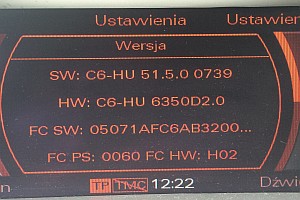 Ustawienia Ustawien
Wersja
SW: C6-HU 51.5.0 0739
HW: C6-HU 6350D2.0
FC SW: 05071AFC6AB3200...
FC PS: 0060 FC HW: H02
TP TMC 12:22 Dźwi